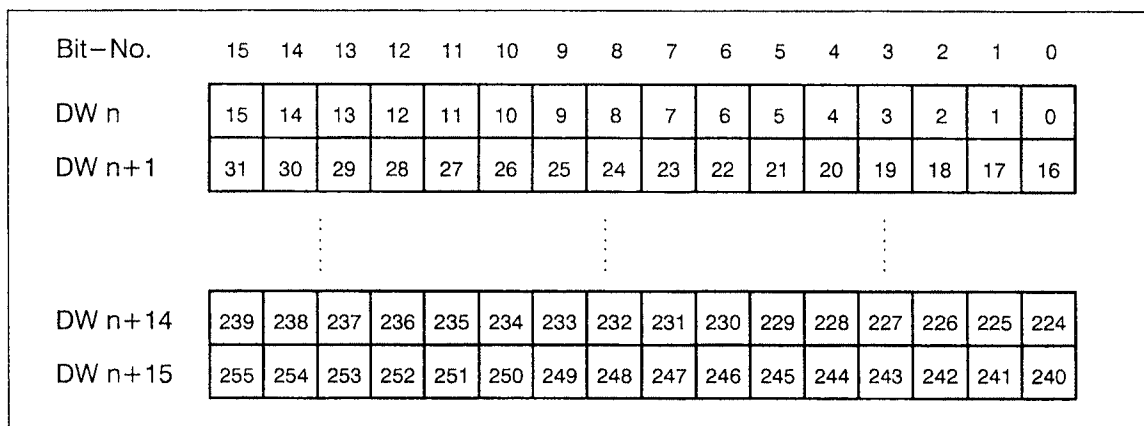 Bit-No. 15 14 13 12 11 10 9 8 7 6 5 4 3 2 1 0
DW n 15 14 13 12 11 10 9 8 7 6 5 4 3 2 1 0
DW n+1 31 30 29 28 27 26 25 24 23 22 21 20 19 18 17 16
DW n+14 239 238 237 236 235 234 233 232 231 230 229 228 227 226 225 224
DW n+15 255 254 253 252 251 250 249 248 247 246 245 244 243 242 241 240